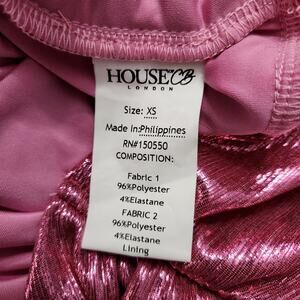 HOUSE OF CB
LONDON
Size: XS
Made in:Philippines
RN#150550
COMPOSITION:
Fabric 1
96%Polyester
4%Elastane
FABRIC 2
96%Polyester
4%Elastane
Lining